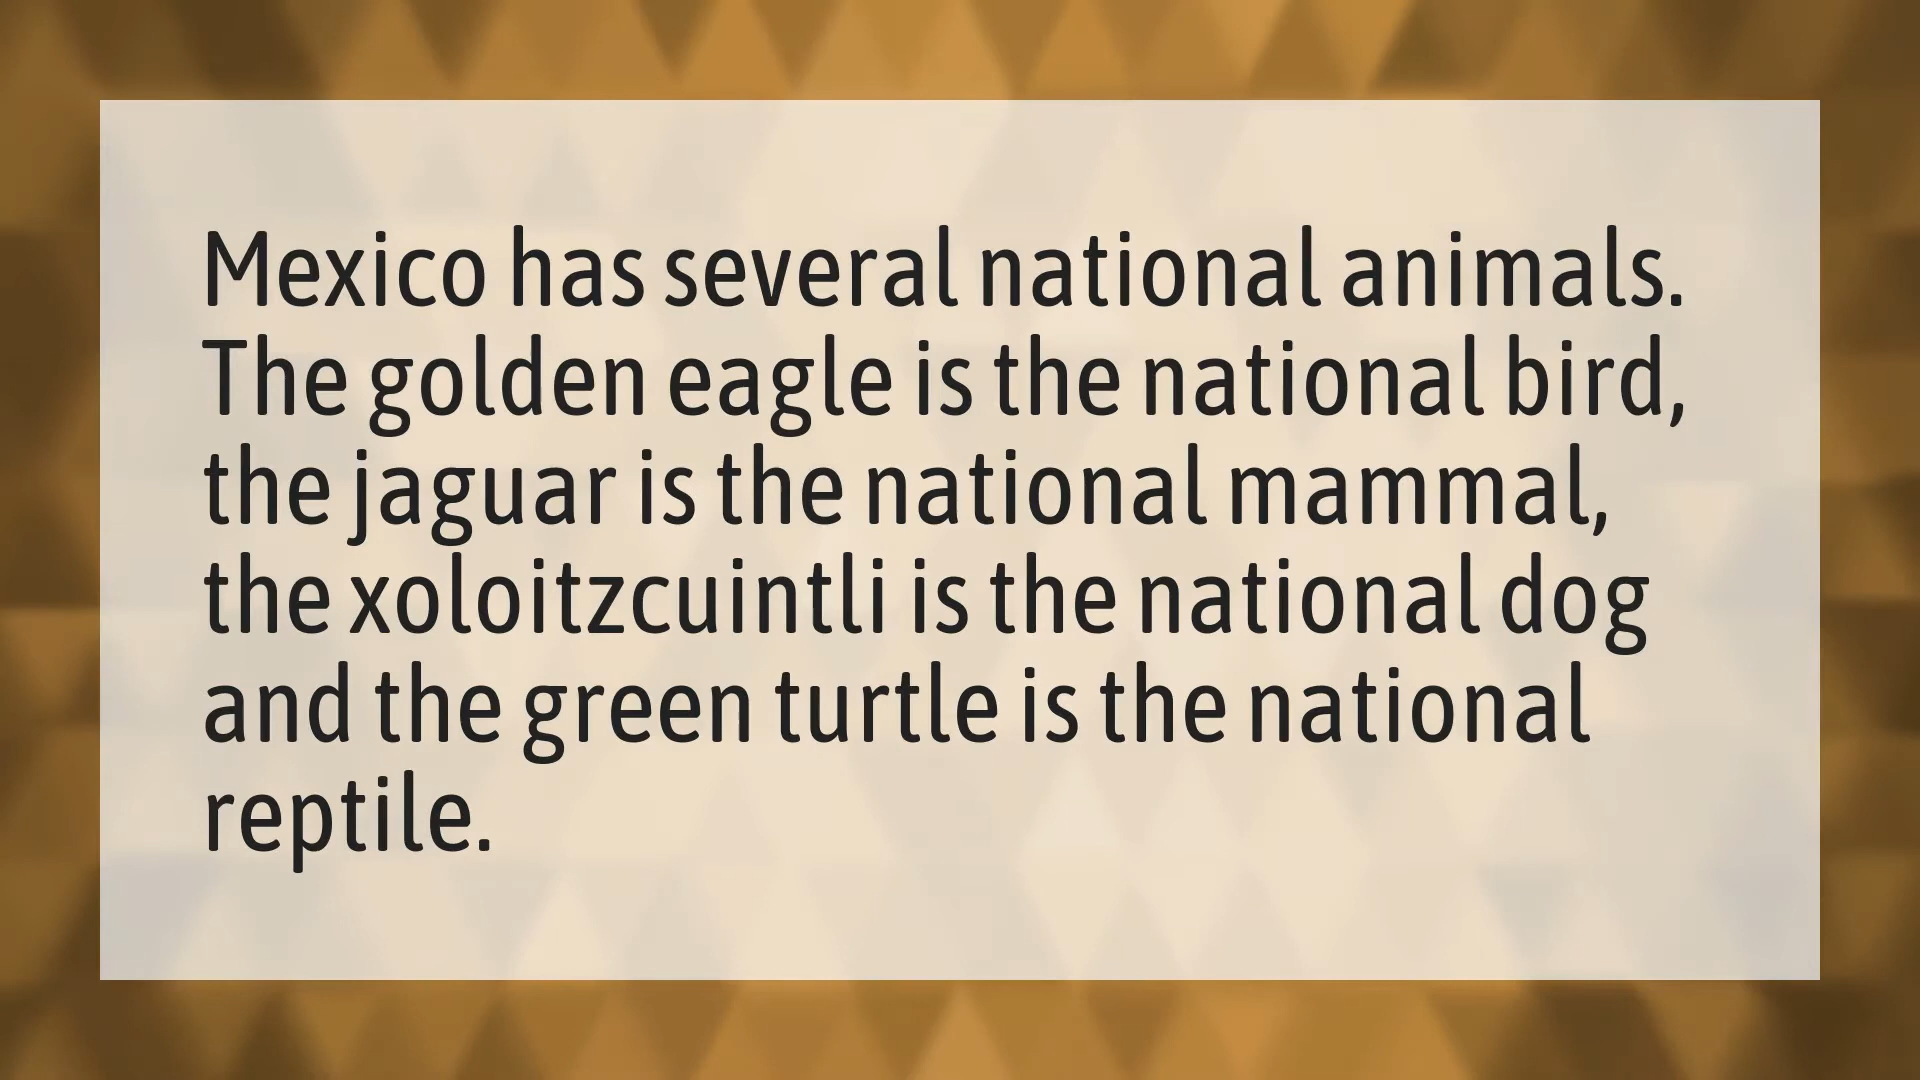 Mexico has several national animals.
The golden eagle is the national bird,
the jaguar is the national mammal,
the xoloitzcuintli is the national dog
and the green turtle is the national
reptile.